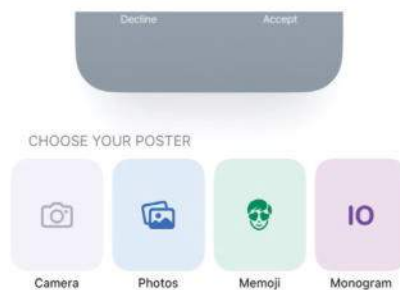 Decline Accept
CHOOSE YOUR POSTER
IO
Camera Photos Memoji Monogram